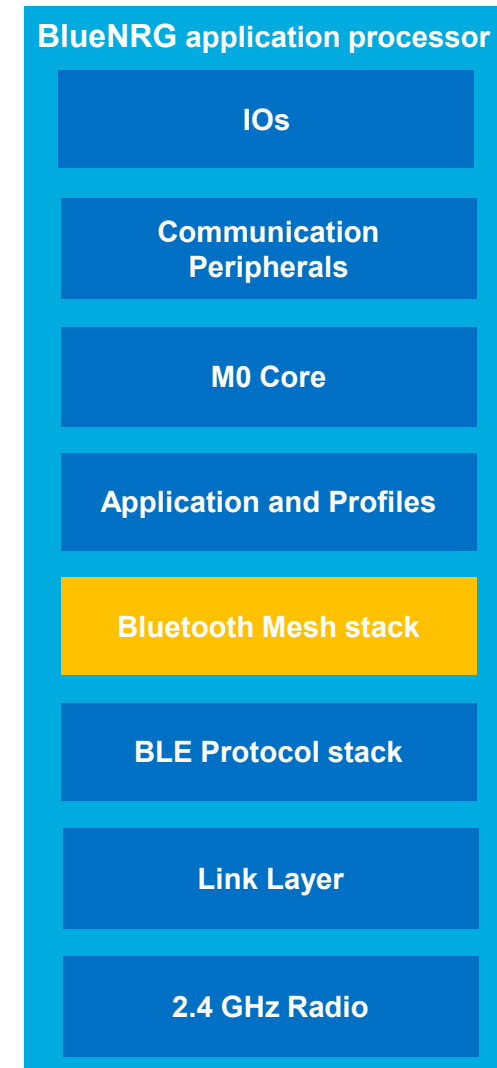 BlueNRG application processor
IOs
Communication
Peripherals
M0 Core
Application and Profiles
Bluetooth Mesh stack
BLE Protocol stack
Link Layer
2.4 GHz Radio